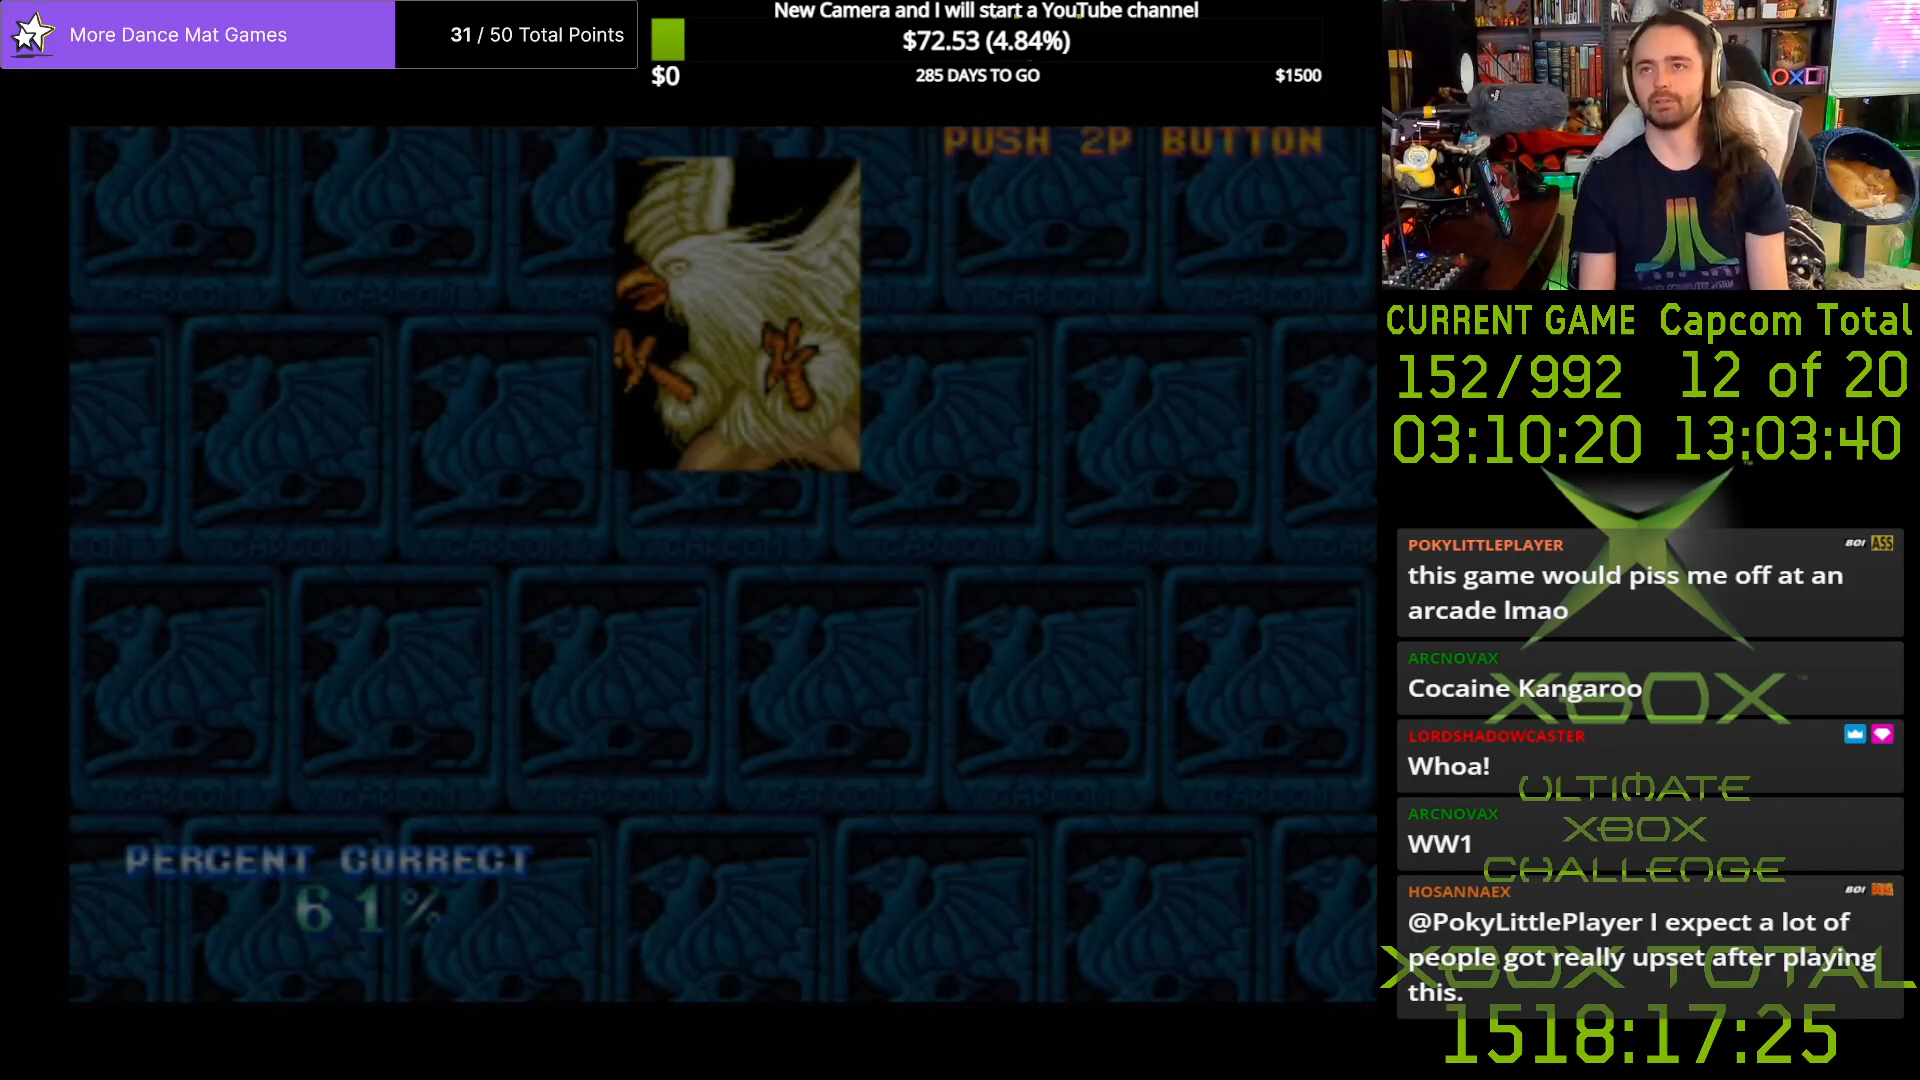 More Dance Mat Games
31 / 50 Total Points
New Camera and I will start a YouTube channel
$72.53 (4.84%)
$0
285 DAYS TO GO
$1500
PUSH 2P BUTTON
PERCENT CORRECT
61%
CURRENT GAME
152/992
03:10:20
Capcom Total
12 of 20
13:03:40
POKYLITTLEPLAYER
BO! ASS
this game would piss me off at an
arcade lmao
ARCNOVAX
Cocaine Kangaroo
XBOX
LORDSHADOWCASTER
Whoa!
ULTIMATE
XBOX
CHALLENGE
ARCNOVAX
WW1
HOSANNAEX
BO!
@PokyLittlePlayer I expect a lot of
people got really upset after playing
this.
XBOX TOTAL
1518:17:25